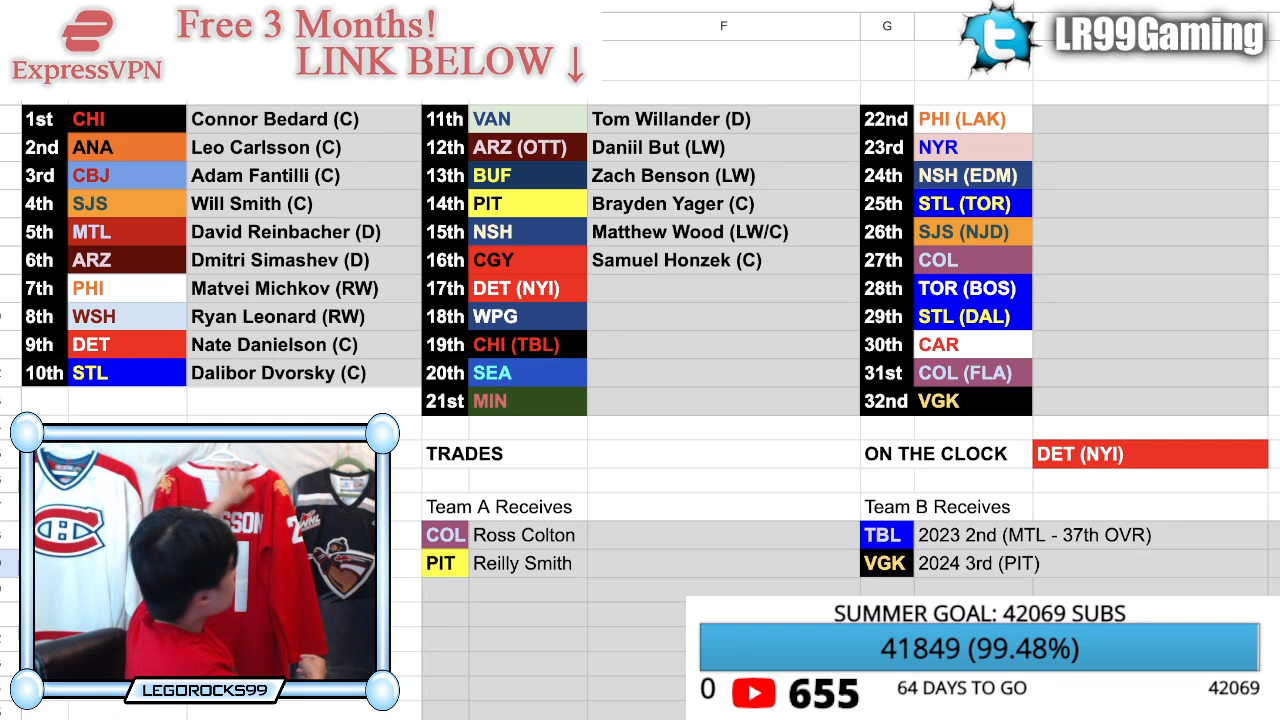 ExpressVPN
Free 3 Months!
LINK BELOW ↓
F
G
LR99Gaming
1st CHI Connor Bedard (C)
2nd ANA Leo Carlsson (C)
3rd CBJ Adam Fantilli (C)
4th SJS Will Smith (C)
5th MTL David Reinbacher (D)
6th ARZ Dmitri Simashev (D)
7th PHI Matvei Michkov (RW)
8th WSH Ryan Leonard (RW)
9th DET Nate Danielson (C)
10th STL Dalibor Dvorsky (C)
11th VAN Tom Willander (D)
12th ARZ (OTT) Daniil But (LW)
13th BUF Zach Benson (LW)
14th PIT Brayden Yager (C)
15th NSH Matthew Wood (LW/C)
16th CGY Samuel Honzek (C)
17th DET (NYI)
18th WPG
19th CHI (TBL)
20th SEA
21st MIN
22nd PHI (LAK)
23rd NYR
24th NSH (EDM)
25th STL (TOR)
26th SJS (NJD)
27th COL
28th TOR (BOS)
29th STL (DAL)
30th CAR
31st COL (FLA)
32nd VGK
TRADES
ON THE CLOCK DET (NYI)
Team A Receives
Team B Receives
COL Ross Colton
TBL 2023 2nd (MTL - 37th OVR)
PIT Reilly Smith
VGK 2024 3rd (PIT)
WHL
LEGOROCKS99
SUMMER GOAL: 42069 SUBS
41849 (99.48%)
0
655
64 DAYS TO GO
42069